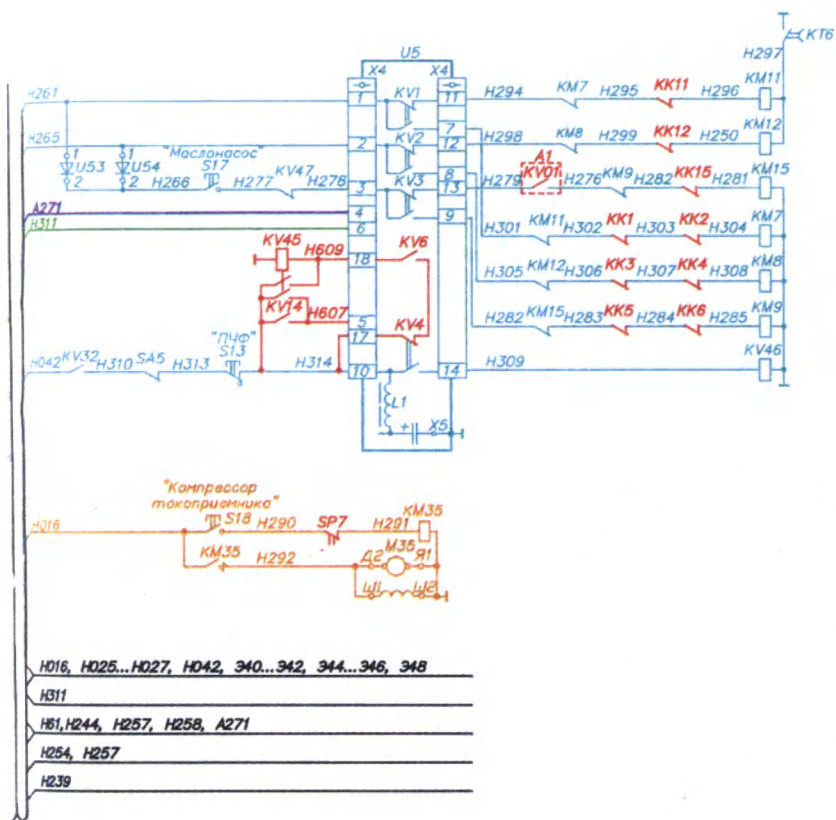 KT6
U5
H297
X4 X4
H261 1 KV1 11 H294 KM7 H295 KK11 H296 KM11
7
H265 2 KV2 12 H298 KM8 H299 KK12 H250 KM12
1 1
U53 U54
2 2
"Маслонасос"
S17
H266 H277 KV47 H278 3 KV3 8
13 H279 A1 KV01 H276 KM9 H282 KK15 H281 KM15
A271 4 9
H311 6 H301 KM11 H302 KK1 H303 KK2 H304 KM7
KV45 H609 18 KV6
H305 KM12 H306 KK3 H307 KK4 H308 KM8
KV14 H607 5
17 KV4 H282 KM15 H283 KK5 H284 KK6 H285 KM9
"ПЧФ"
S13
H042 KV32 H310 SA5 H313 H314 10 14 H309 KV46
L1
+ X5
"Компрессор
токоприемника"
H016 S18 H290 SP7 H291 KM35
KM35 H292 Д2 M35 Я1
Ш1 Ш2
H016, H025...H027, H042, Э40...Э42, Э44...Э46, Э48
H311
H61,H244, H257, H258, A271
H254, H257
H239